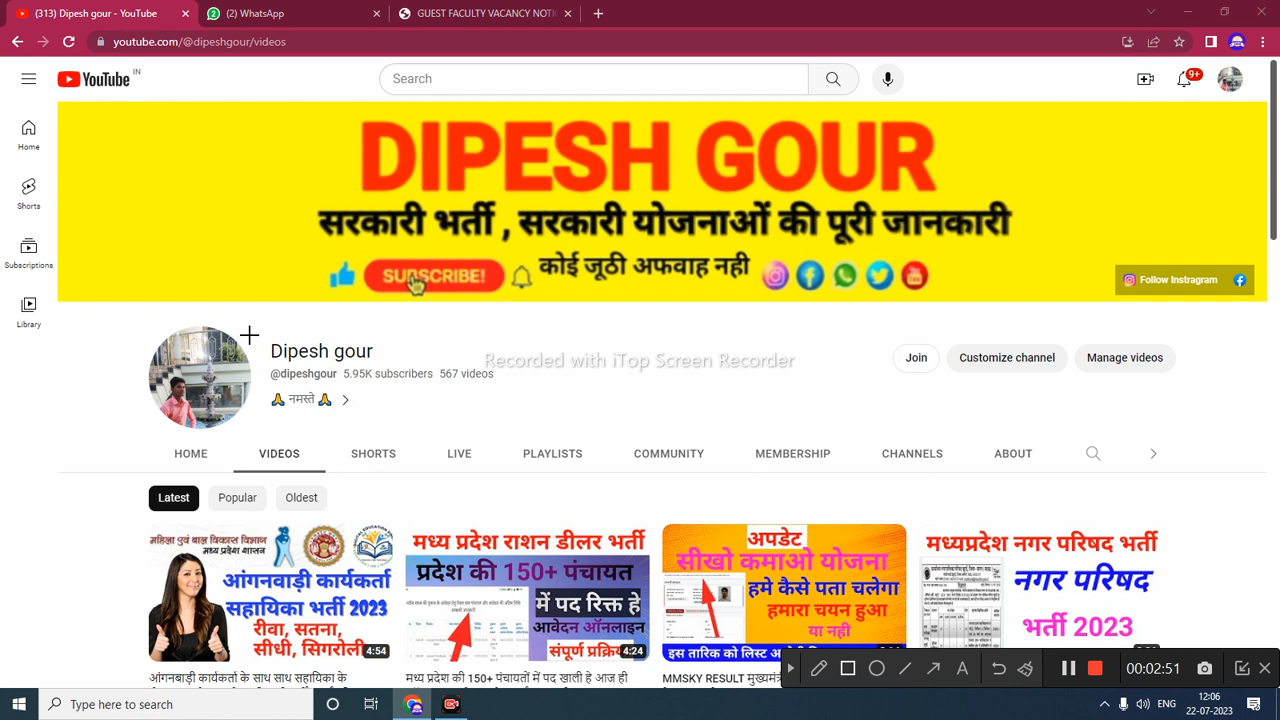 (313) Dipesh gour - YouTube
(2) WhatsApp
GUEST FACULTY VACANCY NOTI
youtube.com/@dipeshgour/videos
YouTube IN
Search
9+
DIPESH GOUR
सरकारी भर्ती , सरकारी योजनाओं की पूरी जानकारी
SUBSCRIBE!
कोई जूठी अफवाह नही
Follow Instragram
Home
Shorts
Subscriptions
Library
Dipesh gour
@dipeshgour 5.95K subscribers 567 videos
🙏 नमस्ते 🙏
Recorded with iTop Screen Recorder
Join
Customize channel
Manage videos
HOME
VIDEOS
SHORTS
LIVE
PLAYLISTS
COMMUNITY
MEMBERSHIP
CHANNELS
ABOUT
Latest
Popular
Oldest
महिला एवं बाल विकास विभाग
मध्य प्रदेश शासन
आंगनबाड़ी कार्यकर्ता
सहायिका भर्ती 2023
रीवा, सतना,
सीधी, सिगरोली
4:54
मध्य प्रदेश राशन डीलर भर्ती
प्रदेश की 150+ पंचायत
में पद रिक्त हे
आवेदन ऑनलाइन
संपूर्ण प्रक्रि
4:24
अपडेट
सीखो कमाओ योजना
हमे कैसे पता चलेगा
हमारा चयन हुआ
या नही
इस तारिक को लिस्ट
मध्यप्रदेश नगर परिषद भर्ती
नगर परिषद
भर्ती 2023
आंगनबाड़ी कार्यकर्ता के साथ साथ सहायिका के
मध्य प्रदेश की 150+ पंचायतों में पद खाली हे आज ही
MMSKY RESULT मुख्यमंत्री
00:02:51
Type here to search
ENG
12:06
22-07-2023